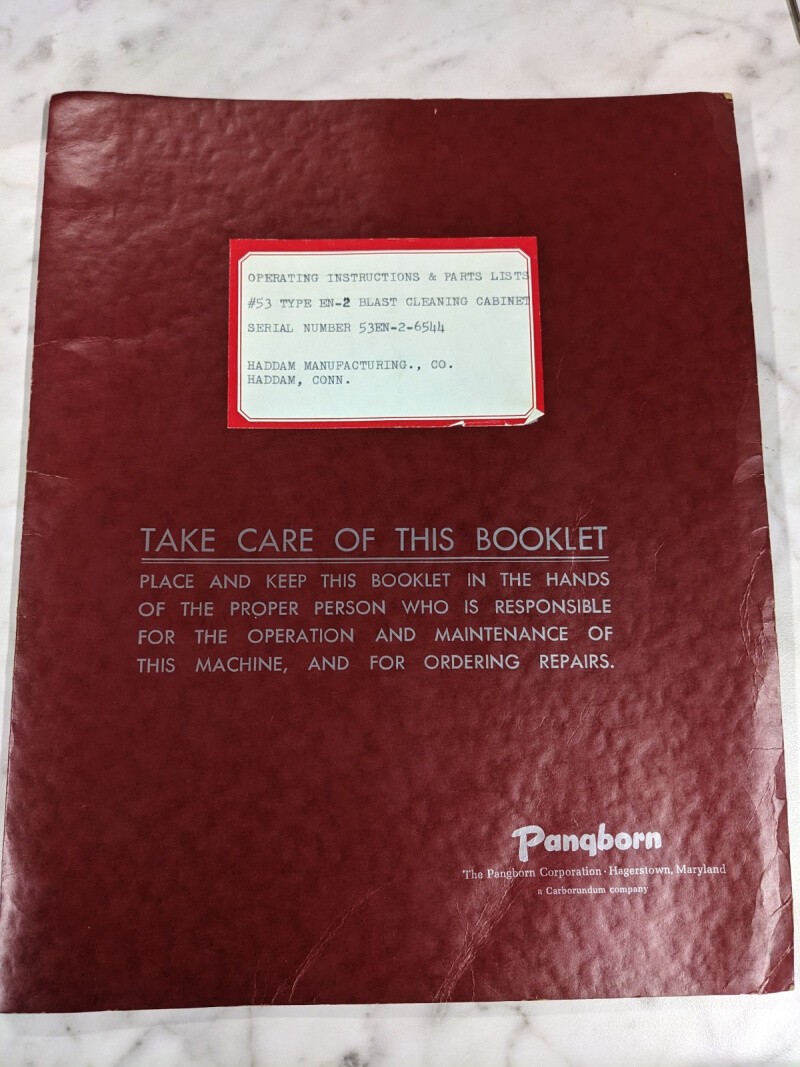 OPERATING INSTRUCTIONS & PARTS LISTS
#53 TYPE EN-2 BLAST CLEANING CABINET
SERIAL NUMBER 53EN-2-6544
HADDAM MANUFACTURING., CO.
HADDAM, CONN.
TAKE CARE OF THIS BOOKLET
PLACE AND KEEP THIS BOOKLET IN THE HANDS
OF THE PROPER PERSON WHO IS RESPONSIBLE
FOR THE OPERATION AND MAINTENANCE OF
THIS MACHINE, AND FOR ORDERING REPAIRS.
Pangborn
The Pangborn Corporation · Hagerstown, Maryland
a Carborundum company